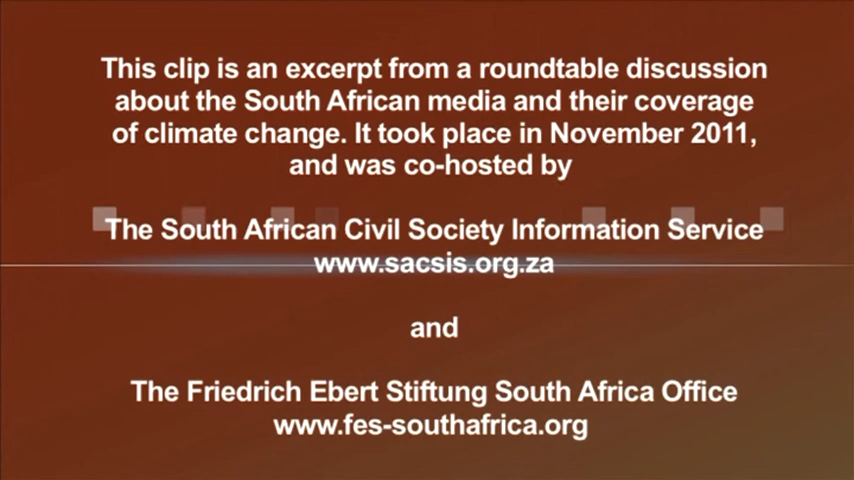 This clip is an excerpt from a roundtable discussion
about the South African media and their coverage
of climate change. It took place in November 2011,
and was co-hosted by
The South African Civil Society Information Service
www.sacsis.org.za
and
The Friedrich Ebert Stiftung South Africa Office
www.fes-southafrica.org